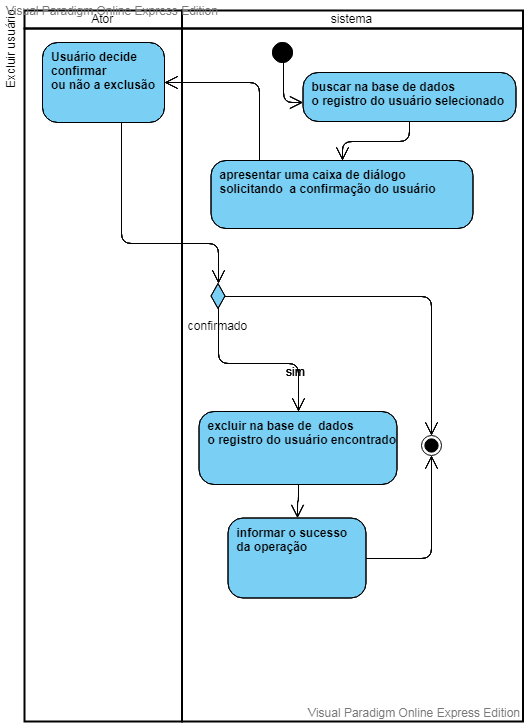 Visual Paradigm Online Express Edition
Excluir usuário
Ator
sistema
Usuário decide
confirmar
ou não a exclusão
buscar na base de dados
o registro do usuário selecionado
apresentar uma caixa de diálogo
solicitando a confirmação do usuário
confirmado
sim
excluir na base de dados
o registro do usuário encontrado
informar o sucesso
da operação
Visual Paradigm Online Express Edition